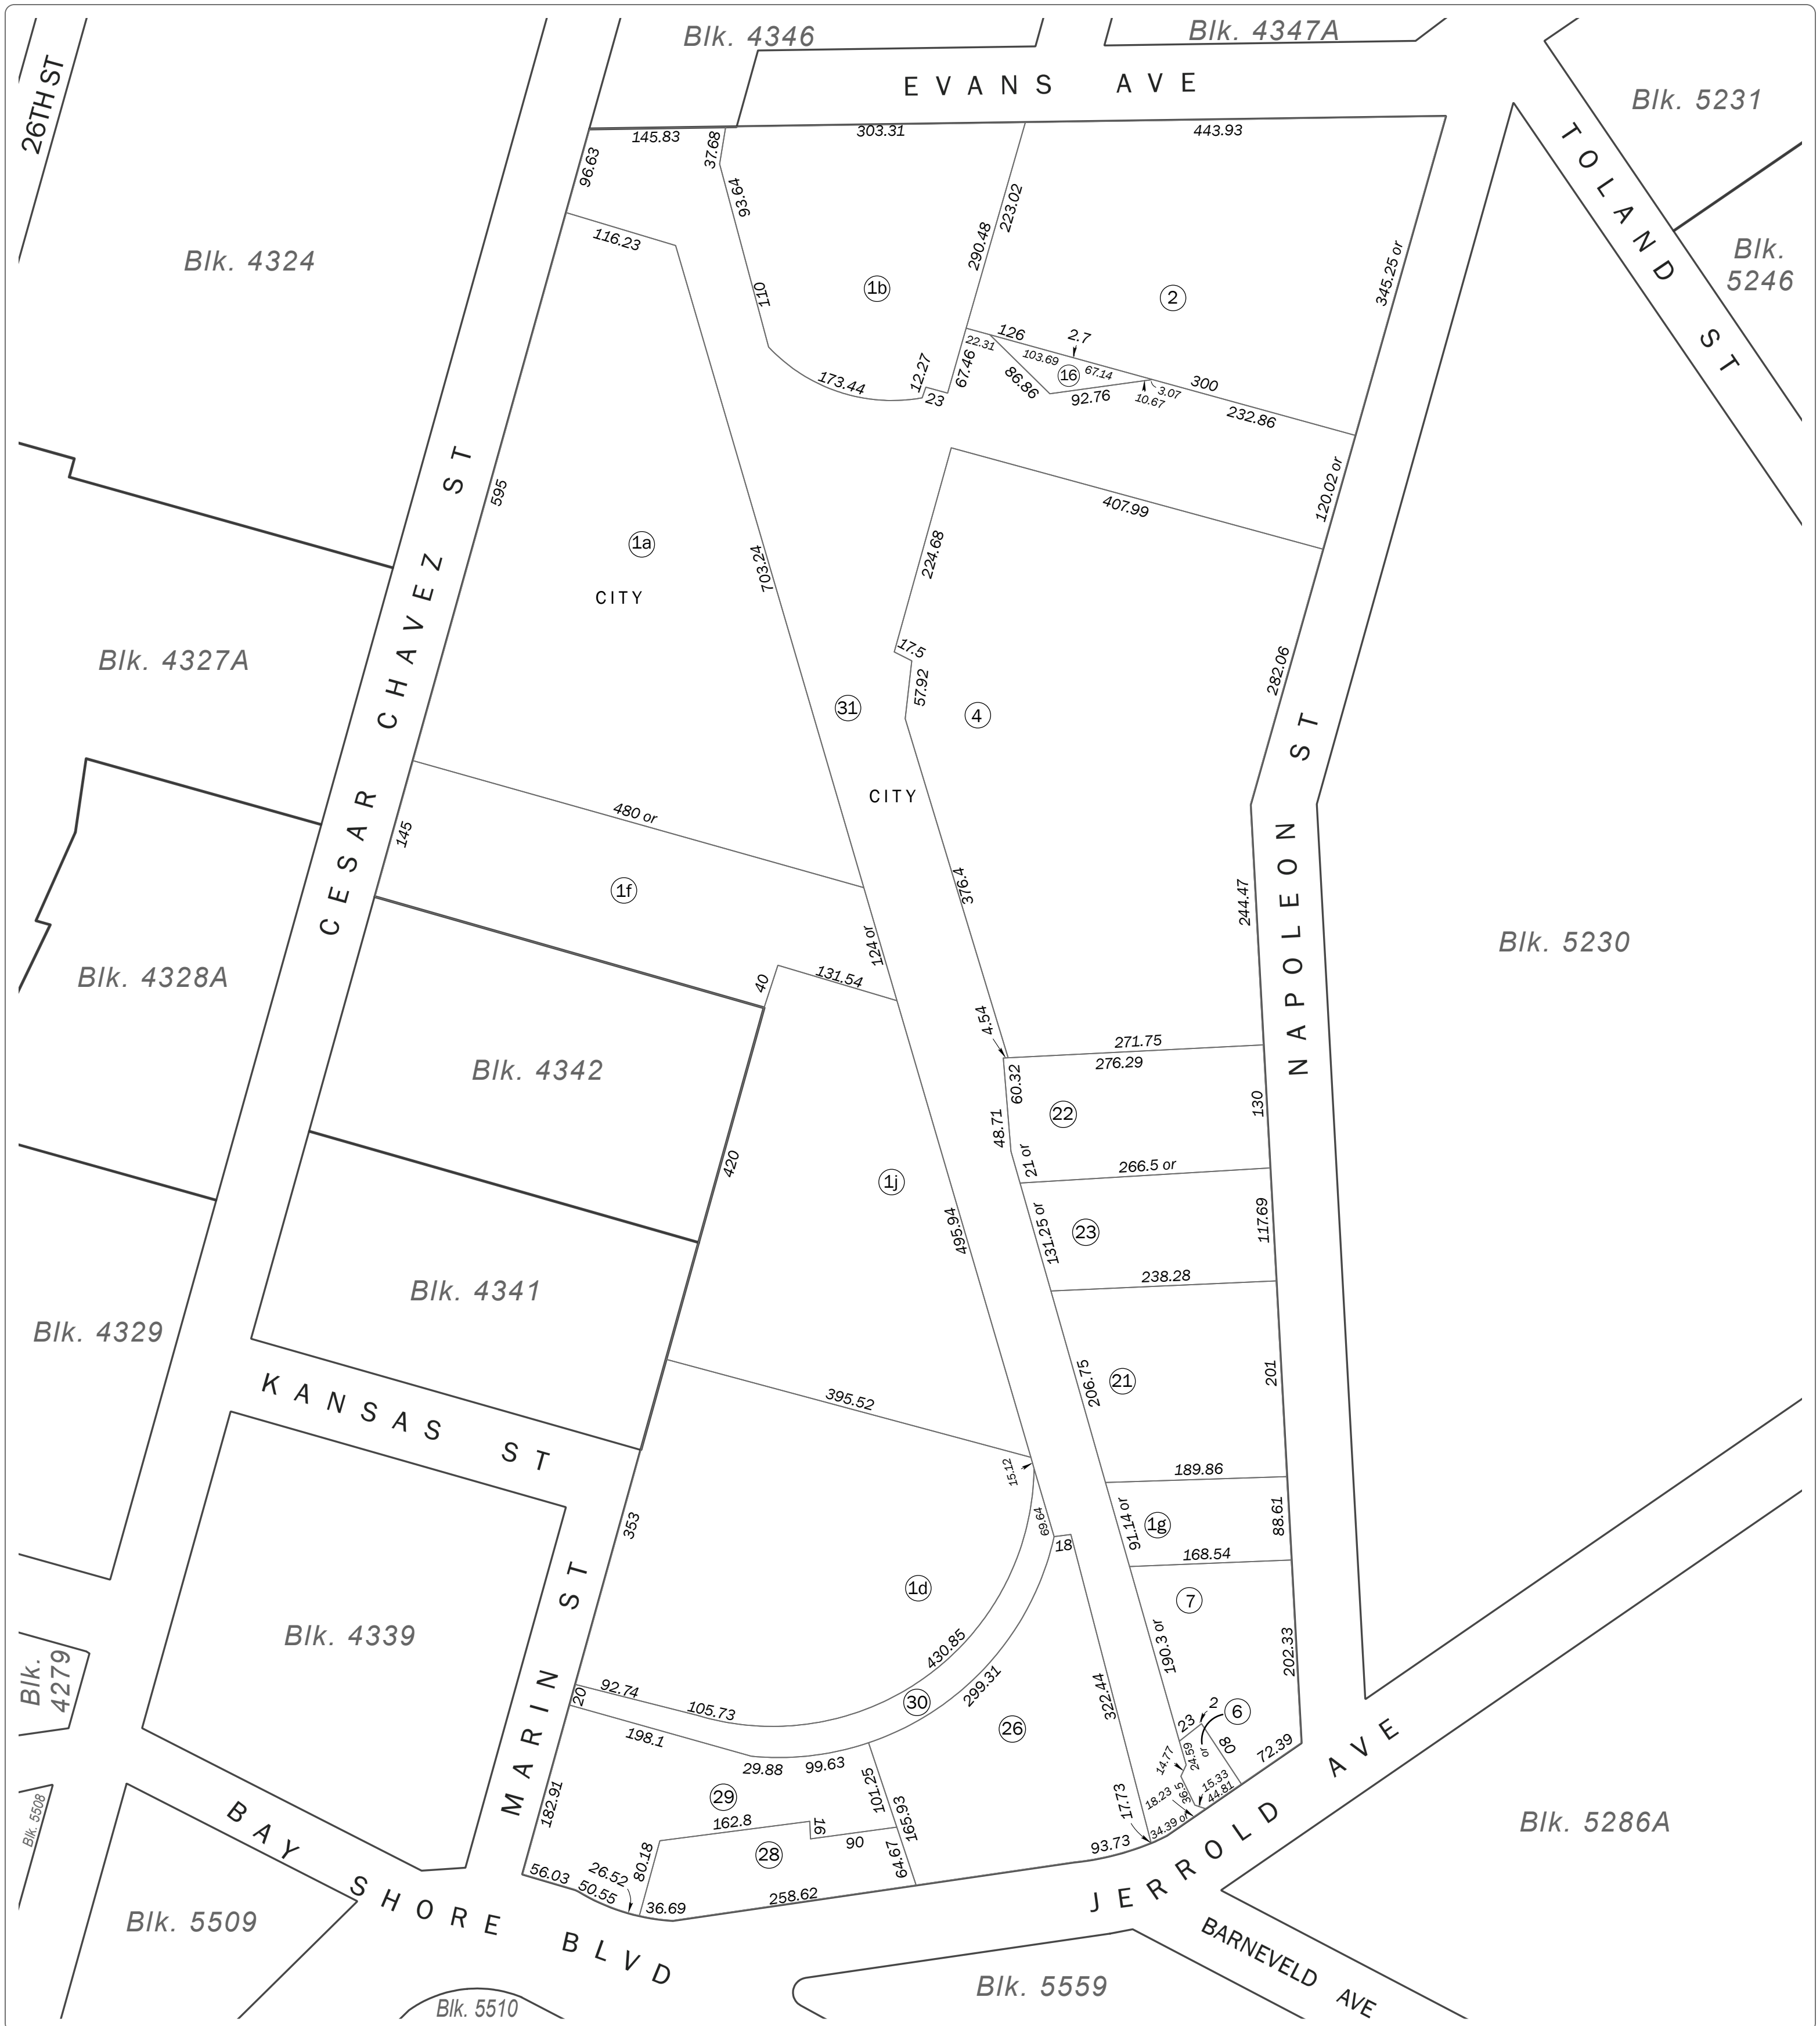 Blk. 4346
Blk. 4347A
EVANS AVE
26TH ST
Blk. 5231
TOLAND ST
Blk.
5246
145.83
303.31
443.93
37.68
96.63
93.64
116.23
110
290.48
223.02
345.25 or
Blk. 4324
1b
2
126
2.7
22.31
103.69
16
67.14
3.07
300
10.67
232.86
86.86
92.76
12.27
67.46
173.44
23
CESAR CHAVEZ ST
595
120.02 or
407.99
1a
CITY
703.24
224.68
17.5
57.92
282.06
Blk. 4327A
31
4
CITY
NAPOLEON ST
480 or
145
1f
376.4
244.47
124 or
Blk. 5230
Blk. 4328A
40
131.54
4.54
271.75
276.29
Blk. 4342
60.32
22
130
48.71
21 or
266.5 or
420
1j
495.94
131.25 or
23
117.69
238.28
Blk. 4341
Blk. 4329
KANSAS ST
395.52
206.75
21
201
15.12
189.86
353
69.64
18
91.14 or
1g
88.61
168.54
1d
7
Blk. 4339
Blk.
4279
MARIN ST
430.85
190.3 or
202.33
92.74
20
105.73
30
299.31
322.44
198.1
26
23
2
6
14.77
24.59
or
80
72.39
29.88
99.63
29
101.25
165.93
36.5
15.33
44.81
18.23
34.39 or
17.73
93.73
182.91
162.8
16
90
28
64.67
80.18
56.03
26.52
50.55
36.69
258.62
JERROLD AVE
Blk. 5286A
BAY SHORE BLVD
Blk. 5508
Blk. 5509
Blk. 5510
Blk. 5559
BARNEVELD AVE